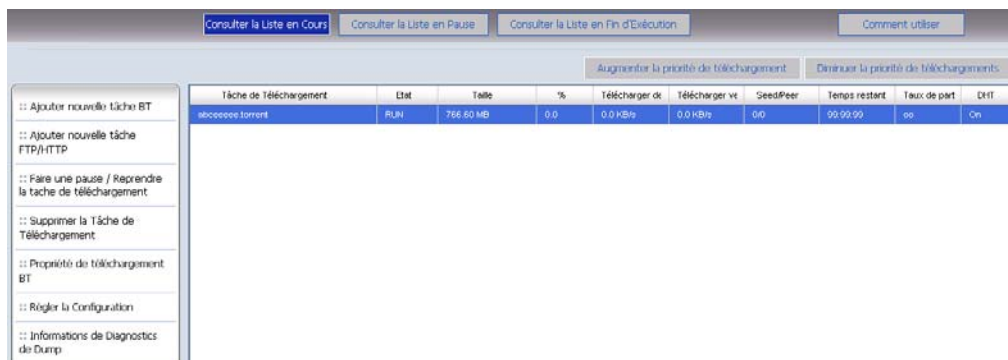 Consulter la Liste en Cours Consulter la Liste en Pause Consulter la Liste en Fin d'Exécution Comment utiliser
Augmenter la priorité de téléchargement Diminuer la priorité de téléchargements
:: Ajouter nouvelle tâche BT
:: Ajouter nouvelle tâche
FTP/HTTP
:: Faire une pause / Reprendre
la tache de téléchargement
:: Supprimer la Tâche de
Téléchargement
:: Propriété de téléchargement
BT
:: Régler la Configuration
:: Informations de Diagnostics
de Dump
Tâche de Téléchargement Etat Taille % Télécharger de Télécharger ve Seed/Peer Temps restant Taux de part DHT
abceeeee.torrent RUN 766.60 MB 0.0 0.0 KB/s 0.0 KB/s 0/0 99:99:99 oo On